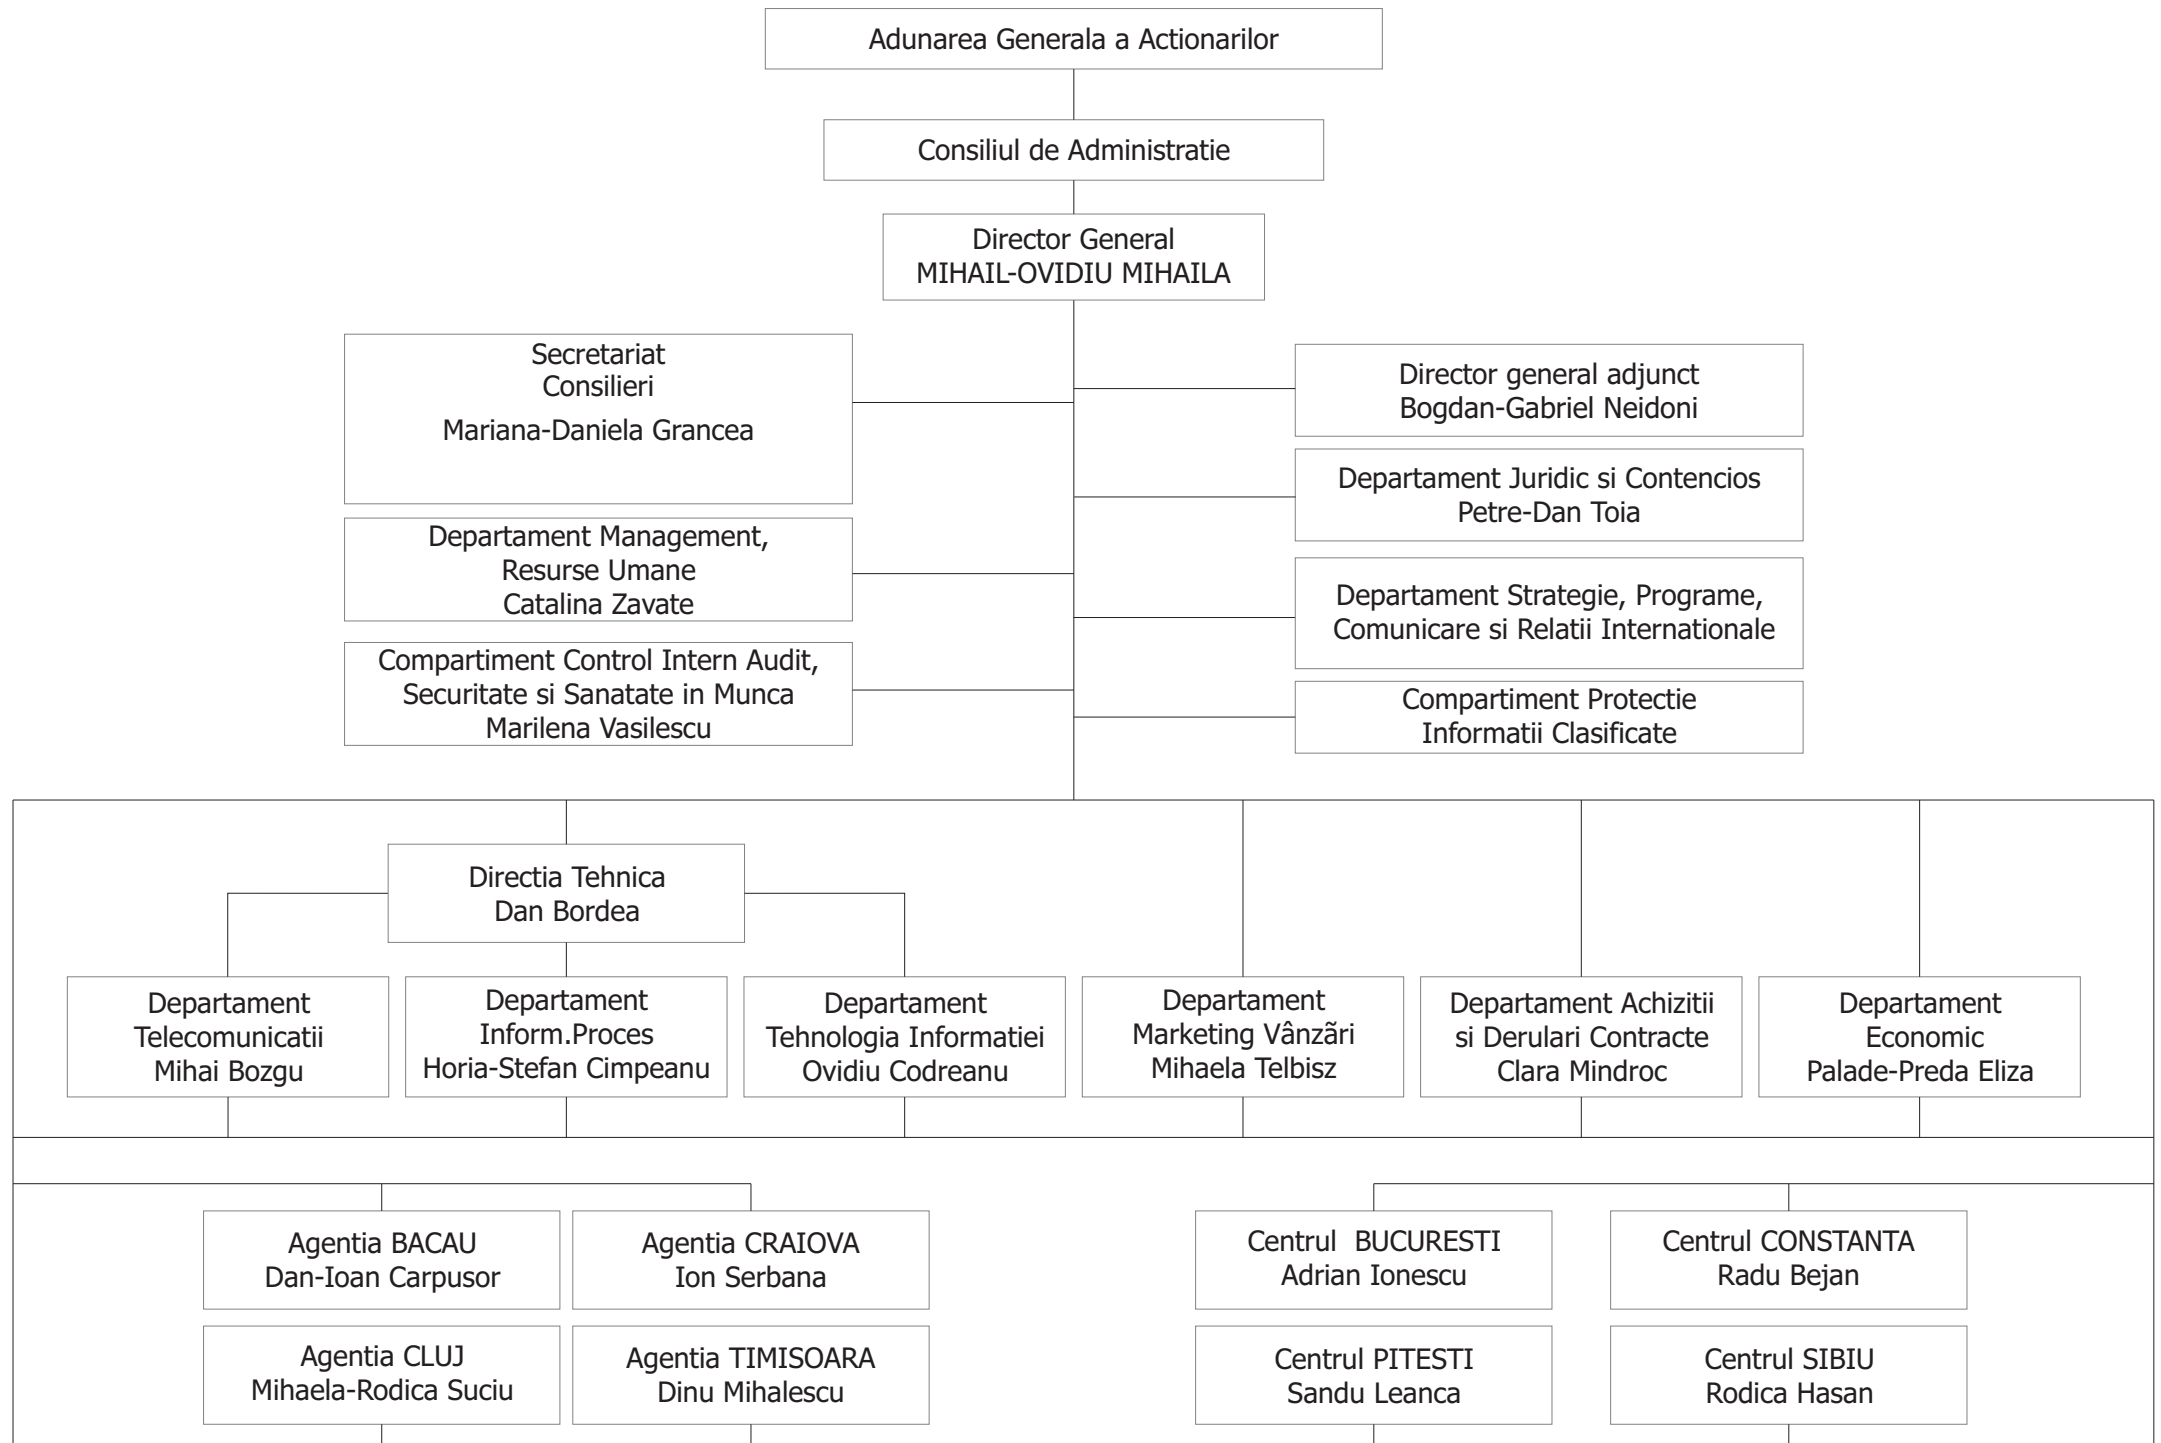 Adunarea Generala a Actionarilor
Consiliul de Administratie
Director General
MIHAIL-OVIDIU MIHAILA
Secretariat
Consilieri
Mariana-Daniela Grancea
Director general adjunct
Bogdan-Gabriel Neidoni
Departament Juridic si Contencios
Petre-Dan Toia
Departament Management,
Resurse Umane
Catalina Zavate
Departament Strategie, Programe,
Comunicare si Relatii Internationale
Compartiment Control Intern Audit,
Securitate si Sanatate in Munca
Marilena Vasilescu
Compartiment Protectie
Informatii Clasificate
Directia Tehnica
Dan Bordea
Departament
Telecomunicatii
Mihai Bozgu
Departament
Inform.Proces
Horia-Stefan Cimpeanu
Departament
Tehnologia Informatiei
Ovidiu Codreanu
Departament
Marketing Vânzãri
Mihaela Telbisz
Departament Achizitii
si Derulari Contracte
Clara Mindroc
Departament
Economic
Palade-Preda Eliza
Agentia BACAU
Dan-Ioan Carpusor
Agentia CRAIOVA
Ion Serbana
Centrul  BUCURESTI
Adrian Ionescu
Centrul CONSTANTA
Radu Bejan
Agentia CLUJ
Mihaela-Rodica Suciu
Agentia TIMISOARA
Dinu Mihalescu
Centrul PITESTI
Sandu Leanca
Centrul SIBIU
Rodica Hasan